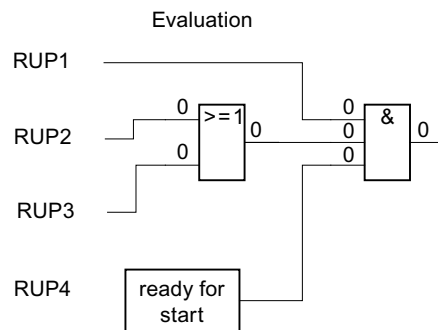 Evaluation
RUP1
0
0
>=1
&
RUP2
0
0
0
0
0
RUP3
RUP4
ready for
start